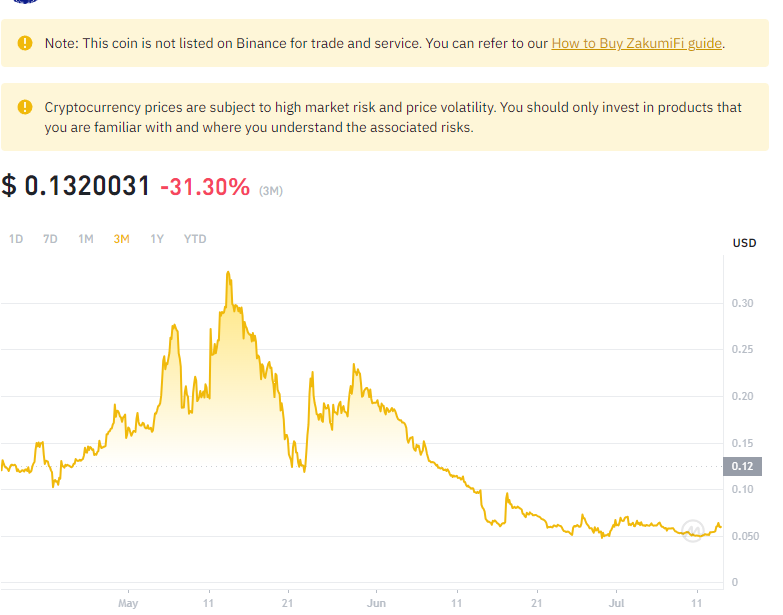 Note: This coin is not listed on Binance for trade and service. You can refer to our How to Buy ZakumiFi guide.
Cryptocurrency prices are subject to high market risk and price volatility. You should only invest in products that
you are familiar with and where you understand the associated risks.
$ 0.1320031 -31.30% (3M)
1D 7D 1M 3M 1Y YTD
USD
0.30
0.25
0.20
0.15
0.12
0.10
0.050
0
May 11 21 Jun 11 21 Jul 11